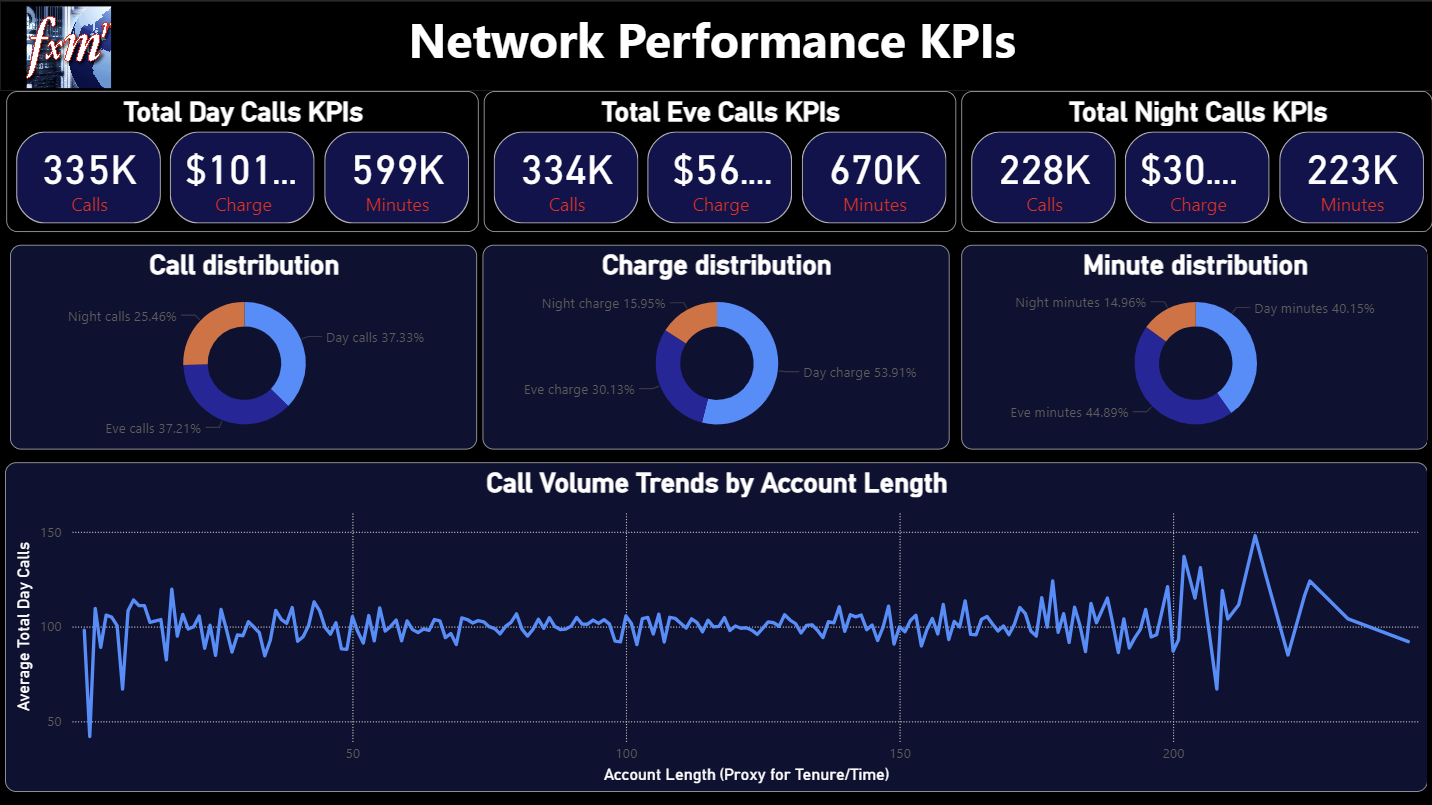 fxmr
Network Performance KPIs
Total Day Calls KPIs
335K
Calls
$101...
Charge
599K
Minutes
Total Eve Calls KPIs
334K
Calls
$56....
Charge
670K
Minutes
Total Night Calls KPIs
228K
Calls
$30....
Charge
223K
Minutes
Call distribution
Night calls 25.46%
Day calls 37.33%
Eve calls 37.21%
Charge distribution
Night charge 15.95%
Day charge 53.91%
Eve charge 30.13%
Minute distribution
Night minutes 14.96%
Day minutes 40.15%
Eve minutes 44.89%
Call Volume Trends by Account Length
Average Total Day Calls
150
100
50
50
100
150
200
Account Length (Proxy for Tenure/Time)